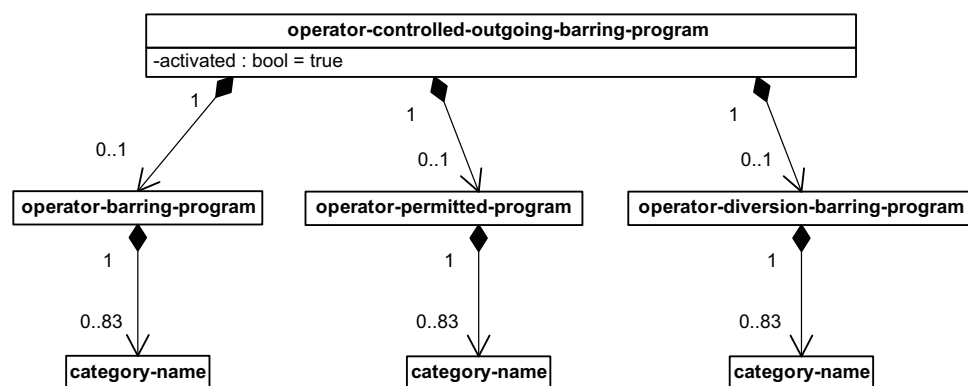 operator-controlled-outgoing-barring-program
-activated : bool = true
1
1
1
0..1
0..1
0..1
operator-barring-program
operator-permitted-program
operator-diversion-barring-program
1
1
1
0..83
0..83
0..83
category-name
category-name
category-name